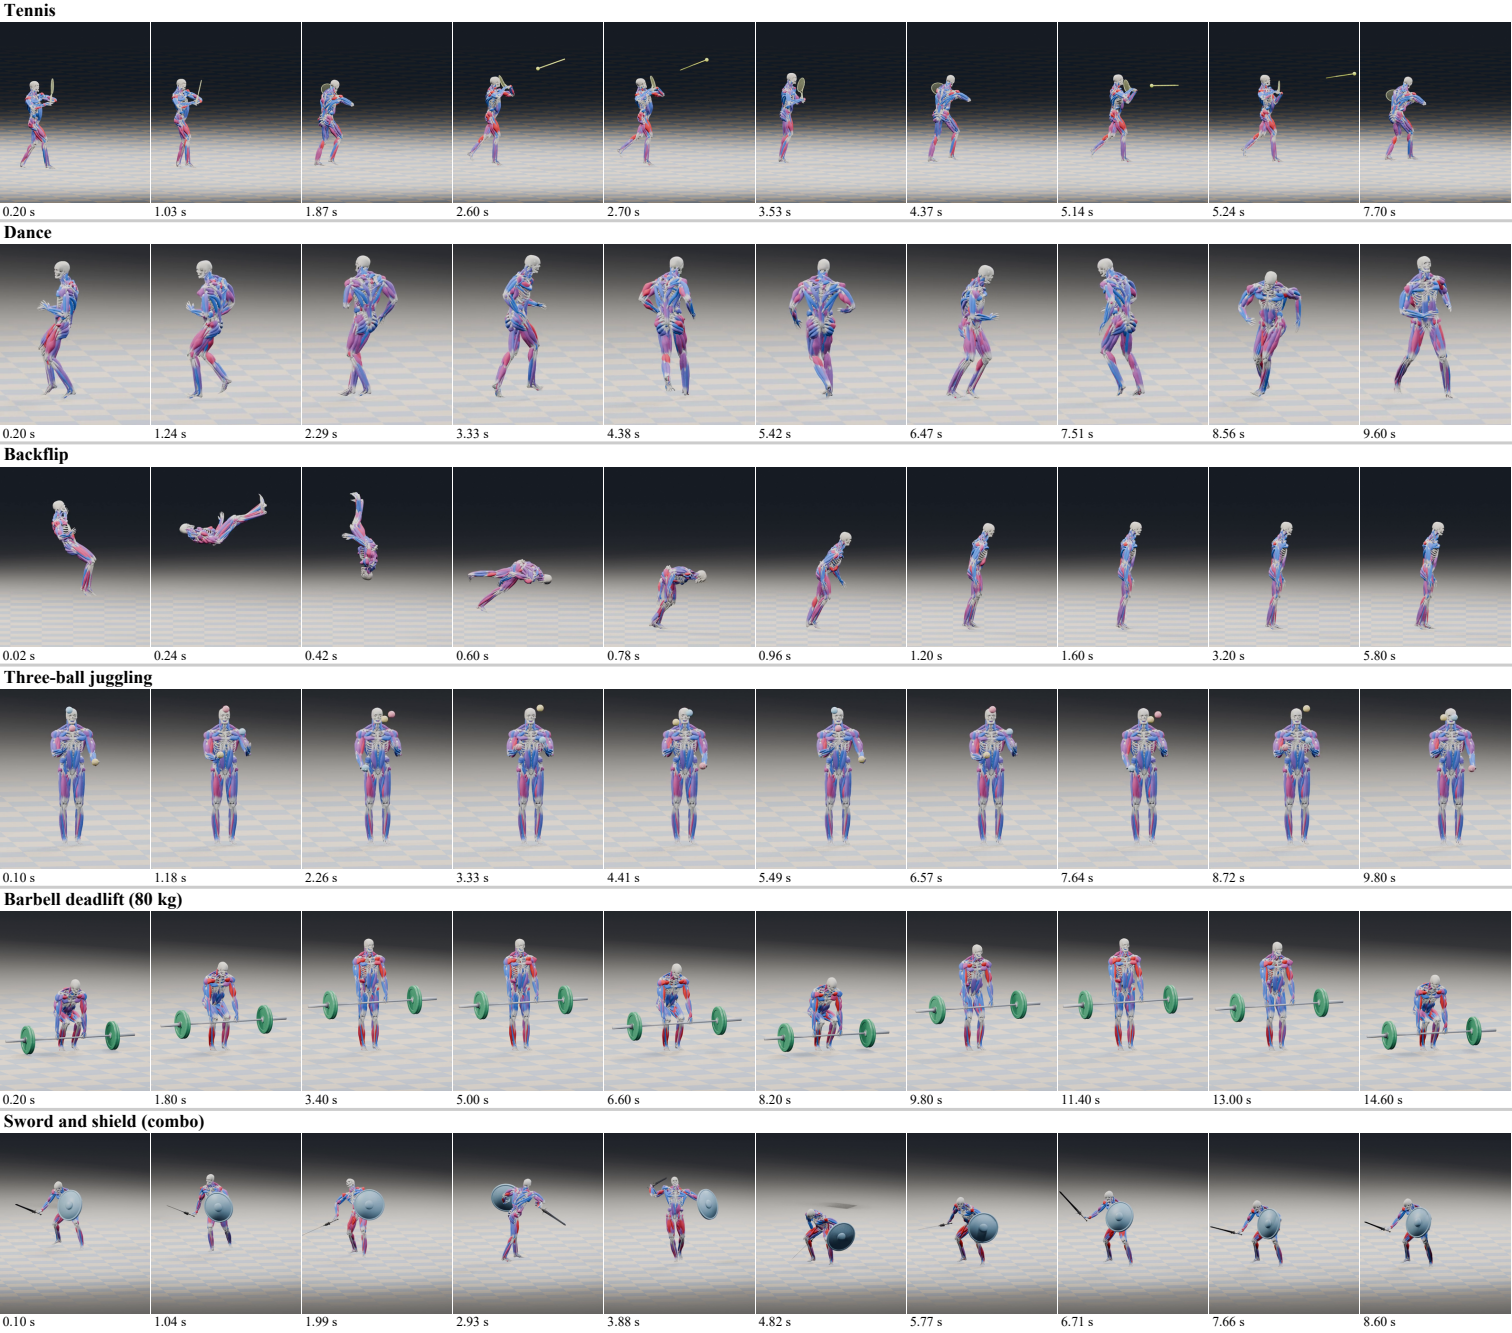 Tennis
0.20 s 1.03 s 1.87 s 2.60 s 2.70 s 3.53 s 4.37 s 5.14 s 5.24 s 7.70 s
Dance
0.20 s 1.24 s 2.29 s 3.33 s 4.38 s 5.42 s 6.47 s 7.51 s 8.56 s 9.60 s
Backflip
0.02 s 0.24 s 0.42 s 0.60 s 0.78 s 0.96 s 1.20 s 1.60 s 3.20 s 5.80 s
Three-ball juggling
0.10 s 1.18 s 2.26 s 3.33 s 4.41 s 5.49 s 6.57 s 7.64 s 8.72 s 9.80 s
Barbell deadlift (80 kg)
0.20 s 1.80 s 3.40 s 5.00 s 6.60 s 8.20 s 9.80 s 11.40 s 13.00 s 14.60 s
Sword and shield (combo)
0.10 s 1.04 s 1.99 s 2.93 s 3.88 s 4.82 s 5.77 s 6.71 s 7.66 s 8.60 s